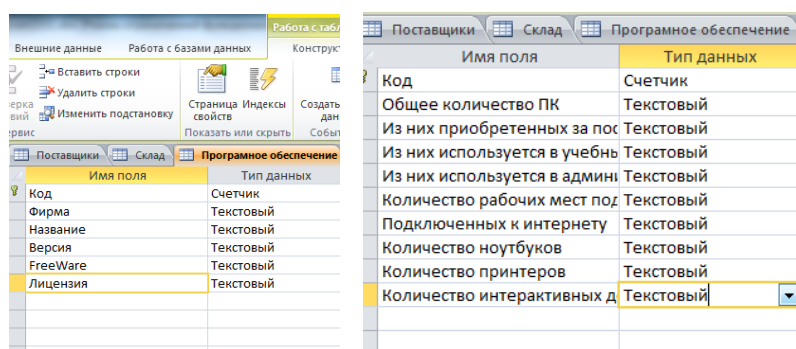 Работа с табл
Внешние данные Работа с базами данных Конструкт
Вставить строки
Удалить строки
Изменить подстановку
Страница свойств Индексы Создать
Показать или скрыть Событ
Поставщики Склад Програмное обеспечение
Имя поля Тип данных
Код Счетчик
Фирма Текстовый
Название Текстовый
Версия Текстовый
FreeWare Текстовый
Лицензия Текстовый
Поставщики Склад Програмное обеспечение
Имя поля Тип данных
Код Счетчик
Общее количество ПК Текстовый
Из них приобретенных за пос Текстовый
Из них используется в учебнь Текстовый
Из них используется в админи Текстовый
Количество рабочих мест под Текстовый
Подключенных к интернету Текстовый
Количество ноутбуков Текстовый
Количество принтеров Текстовый
Количество интерактивных д Текстовый